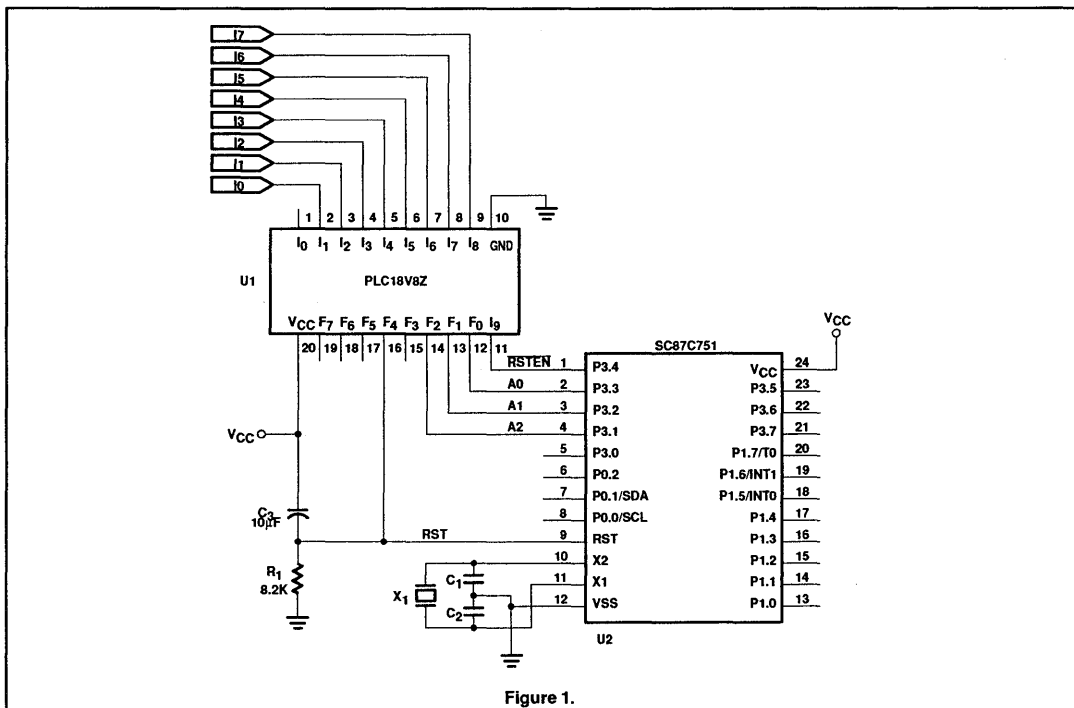 I7
I6
I5
I4
I3
I2
I1
I0
1 2 3 4 5 6 7 8 9 10
I0 I1 I2 I3 I4 I5 I6 I7 I8 GND
U1
PLC18V8Z
VCC F7 F6 F5 F4 F3 F2 F1 F0 I9
20 19 18 17 16 15 14 13 12 11
VCC
SC87C751
RSTEN 1 P3.4 VCC 24
A0 2 P3.3 P3.5 23
A1 3 P3.2 P3.6 22
A2 4 P3.1 P3.7 21
VCC
5 P3.0 P1.7/T0 20
6 P0.2 P1.6/INT1 19
7 P0.1/SDA P1.5/INT0 18
8 P0.0/SCL P1.4 17
C3
10µF
RST 9 RST P1.3 16
10 X2 P1.2 15
R1
8.2K
X1
C1
C2
11 X1 P1.1 14
12 VSS P1.0 13
U2
Figure 1.